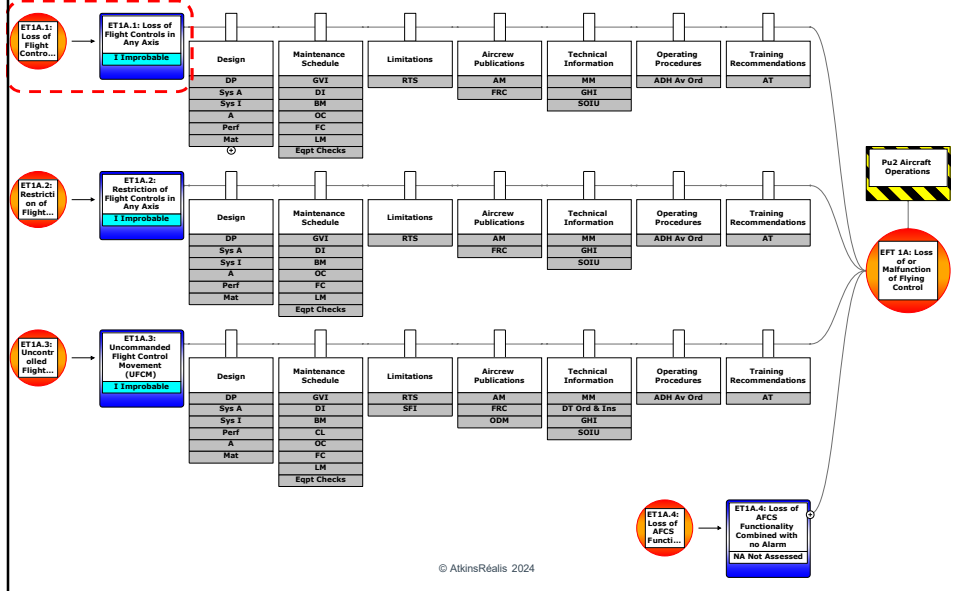 ET1A.1:
Loss of
Flight
Contro...
ET1A.1: Loss of
Flight Controls in
Any Axis
I Improbable
Design
DP
Sys A
Sys I
A
Perf
Mat
Maintenance
Schedule
GVI
DI
BM
OC
FC
LM
Eqpt Checks
Limitations
RTS
Aircrew
Publications
AM
FRC
Technical
Information
MM
GHI
SOIU
Operating
Procedures
ADH Av Ord
Training
Recommendations
AT
Pu2 Aircraft
Operations
EFT 1A: Loss
of or
Malfunction
of Flying
Control
ET1A.2:
Restricti
on of
Flight...
ET1A.2:
Restriction of
Flight Controls in
Any Axis
I Improbable
Design
DP
Sys A
Sys I
A
Perf
Mat
Maintenance
Schedule
GVI
DI
BM
OC
FC
LM
Eqpt Checks
Limitations
RTS
Aircrew
Publications
AM
FRC
Technical
Information
MM
GHI
SOIU
Operating
Procedures
ADH Av Ord
Training
Recommendations
AT
ET1A.3:
Uncontr
olled
Flight...
ET1A.3:
Uncommanded
Flight Control
Movement
(UFCM)
I Improbable
Design
DP
Sys A
Sys I
Perf
A
Mat
Maintenance
Schedule
GVI
DI
BM
CL
OC
FC
LM
Eqpt Checks
Limitations
RTS
SFI
Aircrew
Publications
AM
FRC
ODM
Technical
Information
MM
DT Ord & Ins
GHI
SOIU
Operating
Procedures
ADH Av Ord
Training
Recommendations
AT
ET1A.4:
Loss of
AFCS
Functi...
ET1A.4: Loss of
AFCS
Functionality
Combined with
no Alarm
NA Not Assessed
© AtkinsRéalis 2024